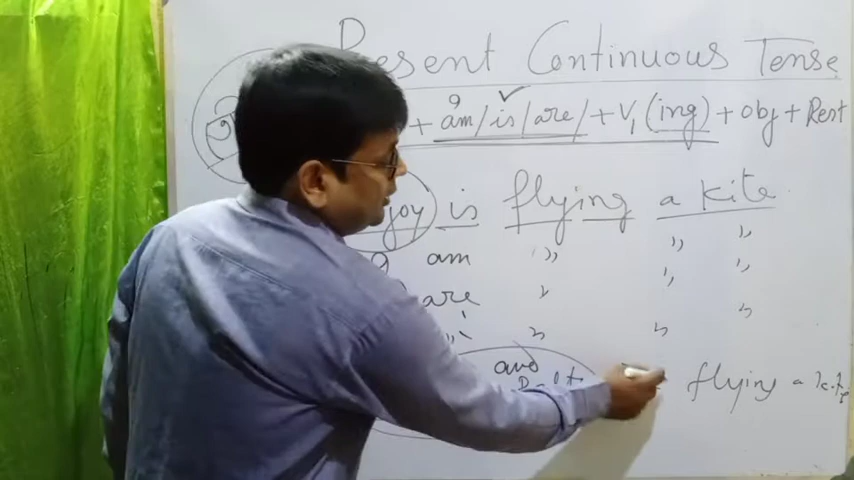 Present Continuous Tense
+ am/is/are/ + V1 (ing) + obj + Rest
joy is flying a kite
am " " "
are " " "
" " " "
and flying a kite